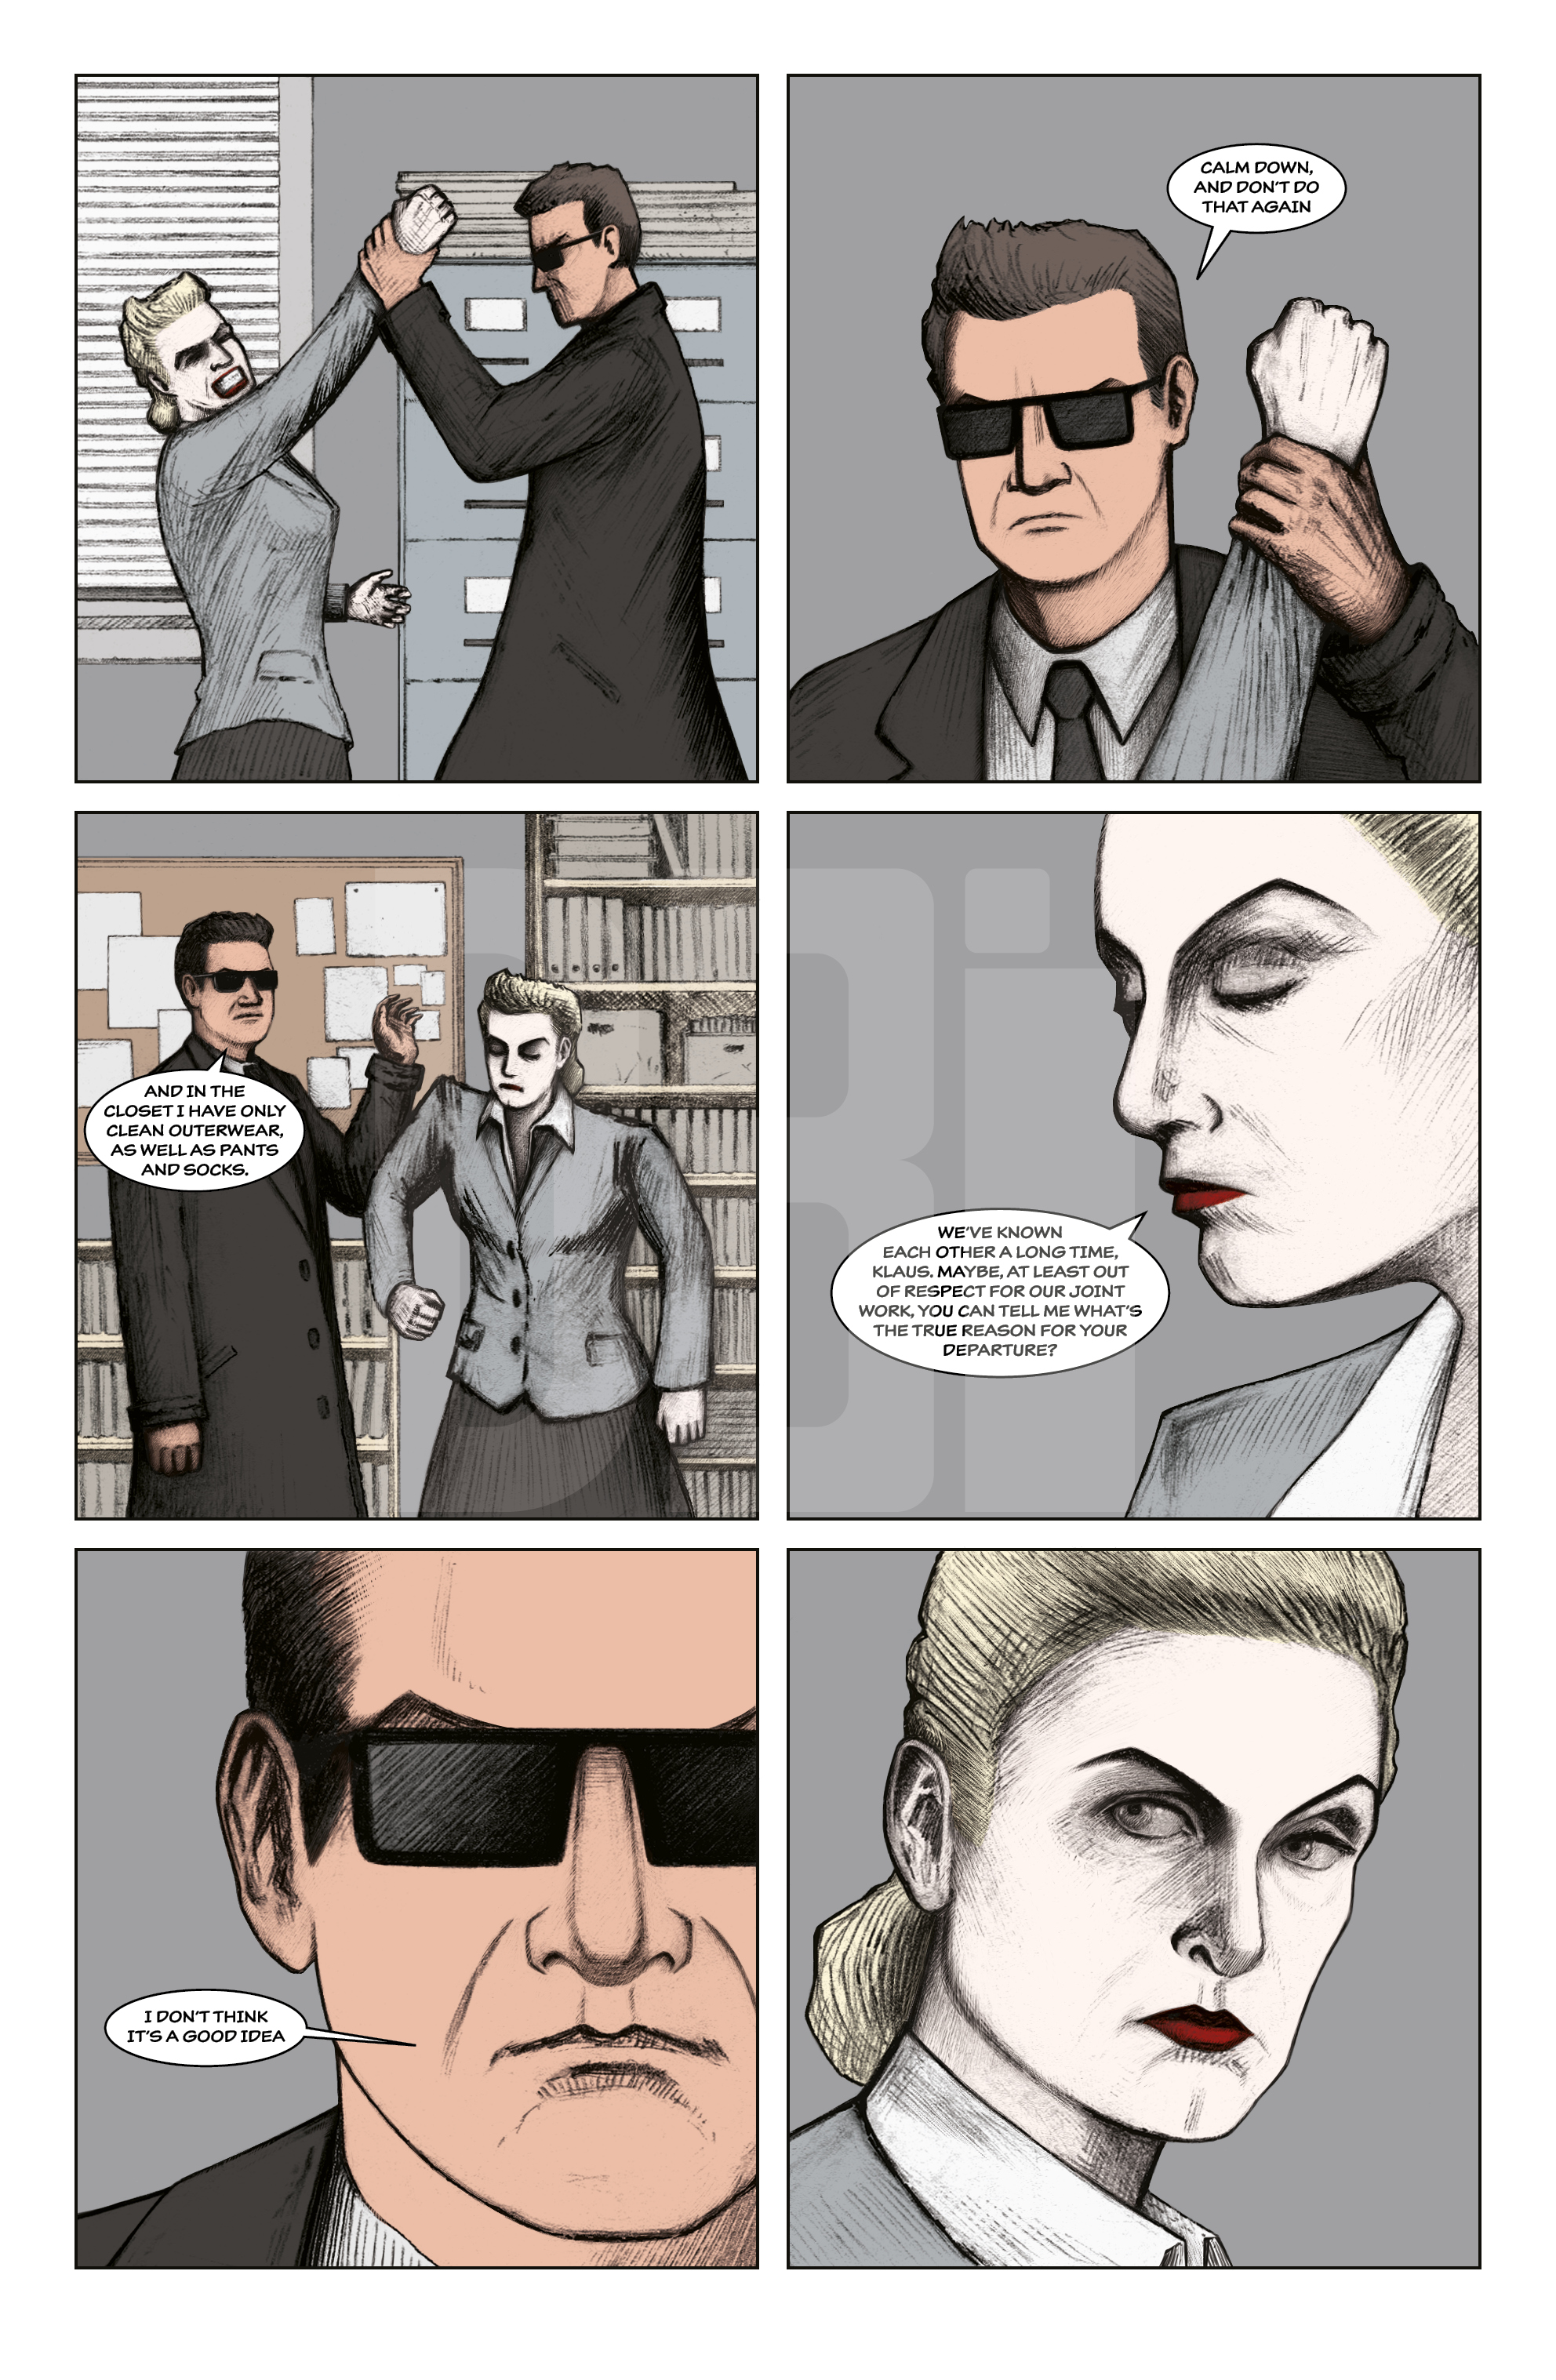 CALM DOWN,
AND DON'T DO
THAT AGAIN
AND IN THE
CLOSET I HAVE ONLY
CLEAN OUTERWEAR,
AS WELL AS PANTS
AND SOCKS.
WE'VE KNOWN
EACH OTHER A LONG TIME,
KLAUS. MAYBE, AT LEAST OUT
OF RESPECT FOR OUR JOINT
WORK, YOU CAN TELL ME WHAT'S
THE TRUE REASON FOR YOUR
DEPARTURE?
I DON'T THINK
IT'S A GOOD IDEA